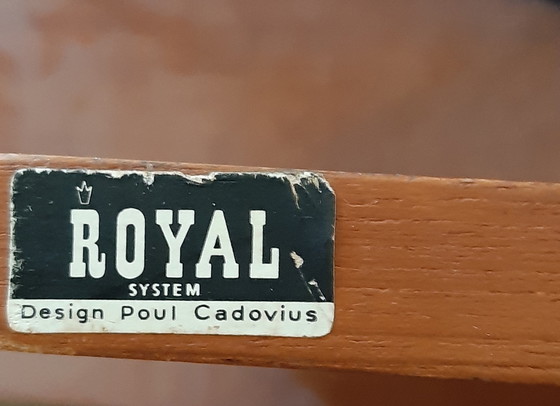 ROYAL
SYSTEM
Design Poul Cadovius